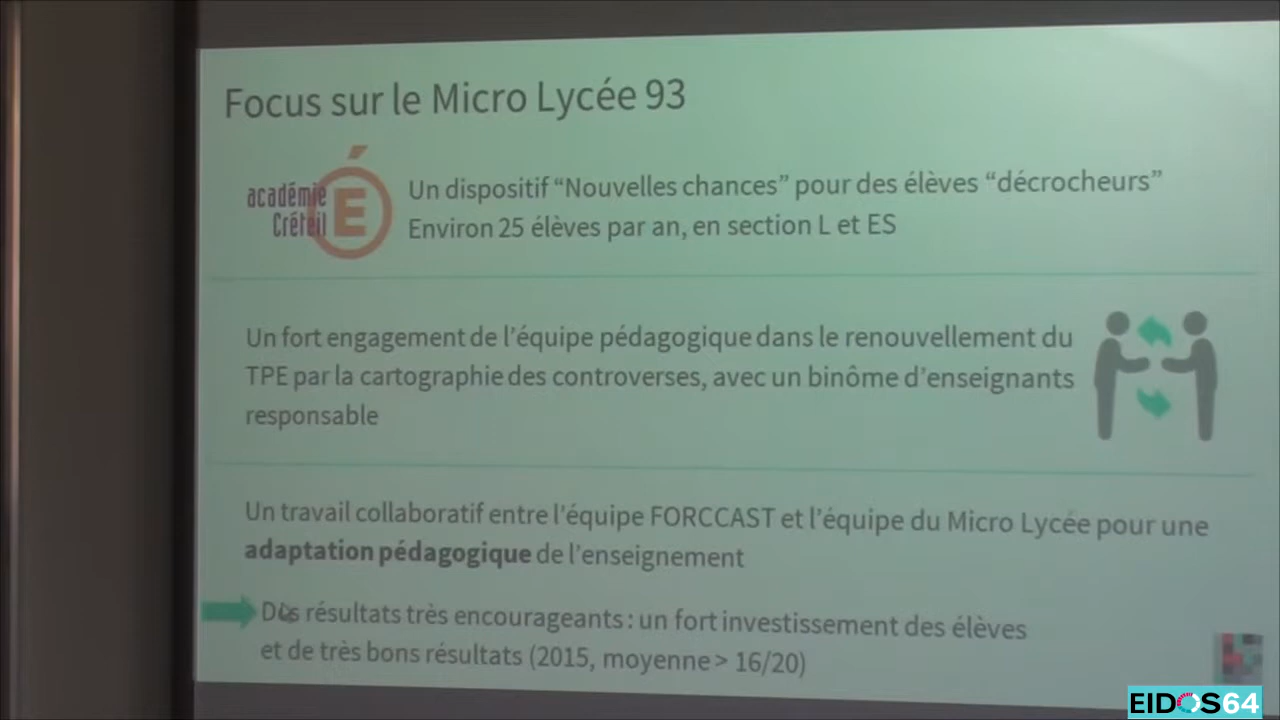 Focus sur le Micro Lycée 93
académie
Créteil
É
Un dispositif “Nouvelles chances” pour des élèves “décrocheurs”
Environ 25 élèves par an, en section L et ES
Un fort engagement de l’équipe pédagogique dans le renouvellement du
TPE par la cartographie des controverses, avec un binôme d’enseignants
responsable
Un travail collaboratif entre l’équipe FORCCAST et l’équipe du Micro Lycée pour une
adaptation pédagogique de l’enseignement
Des résultats très encourageants : un fort investissement des élèves
et de très bons résultats (2015, moyenne > 16/20)
EIDOS64